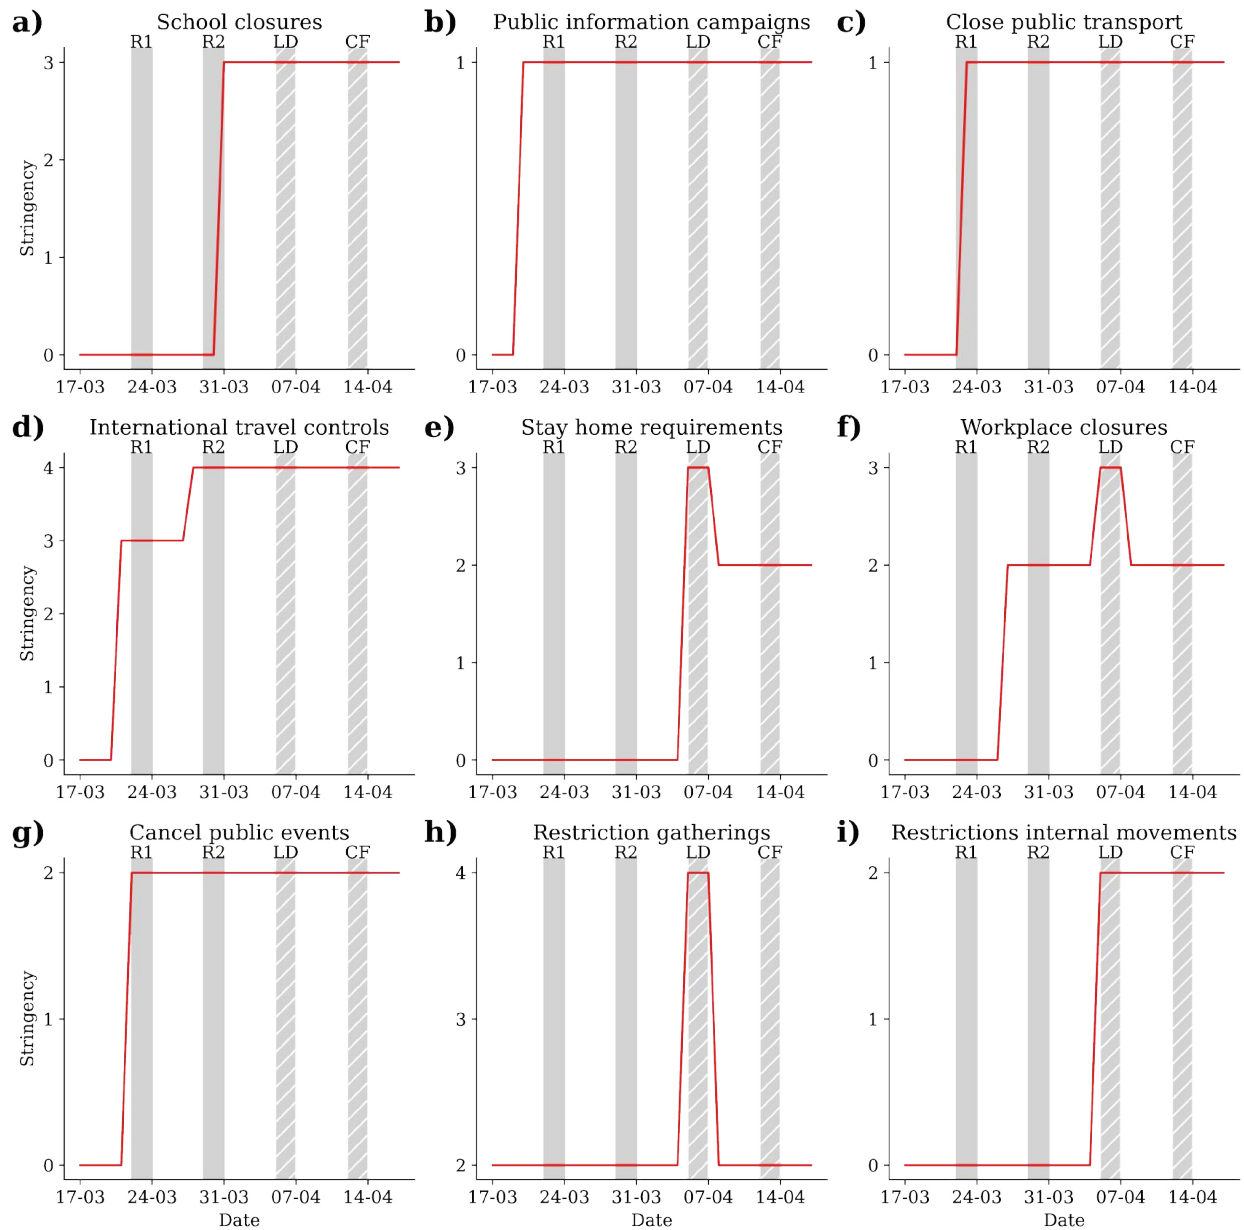 a) School closures
R1 R2 LD CF
3
2
1
0
Stringency
17-03 24-03 31-03 07-04 14-04
b) Public information campaigns
R1 R2 LD CF
1
0
17-03 24-03 31-03 07-04 14-04
c) Close public transport
R1 R2 LD CF
1
0
17-03 24-03 31-03 07-04 14-04
d) International travel controls
R1 R2 LD CF
4
3
2
1
0
Stringency
17-03 24-03 31-03 07-04 14-04
e) Stay home requirements
R1 R2 LD CF
3
2
1
0
17-03 24-03 31-03 07-04 14-04
f) Workplace closures
R1 R2 LD CF
3
2
1
0
17-03 24-03 31-03 07-04 14-04
g) Cancel public events
R1 R2 LD CF
2
1
0
Stringency
17-03 24-03 31-03 07-04 14-04
Date
h) Restriction gatherings
R1 R2 LD CF
4
3
2
17-03 24-03 31-03 07-04 14-04
Date
i) Restrictions internal movements
R1 R2 LD CF
2
1
0
17-03 24-03 31-03 07-04 14-04
Date